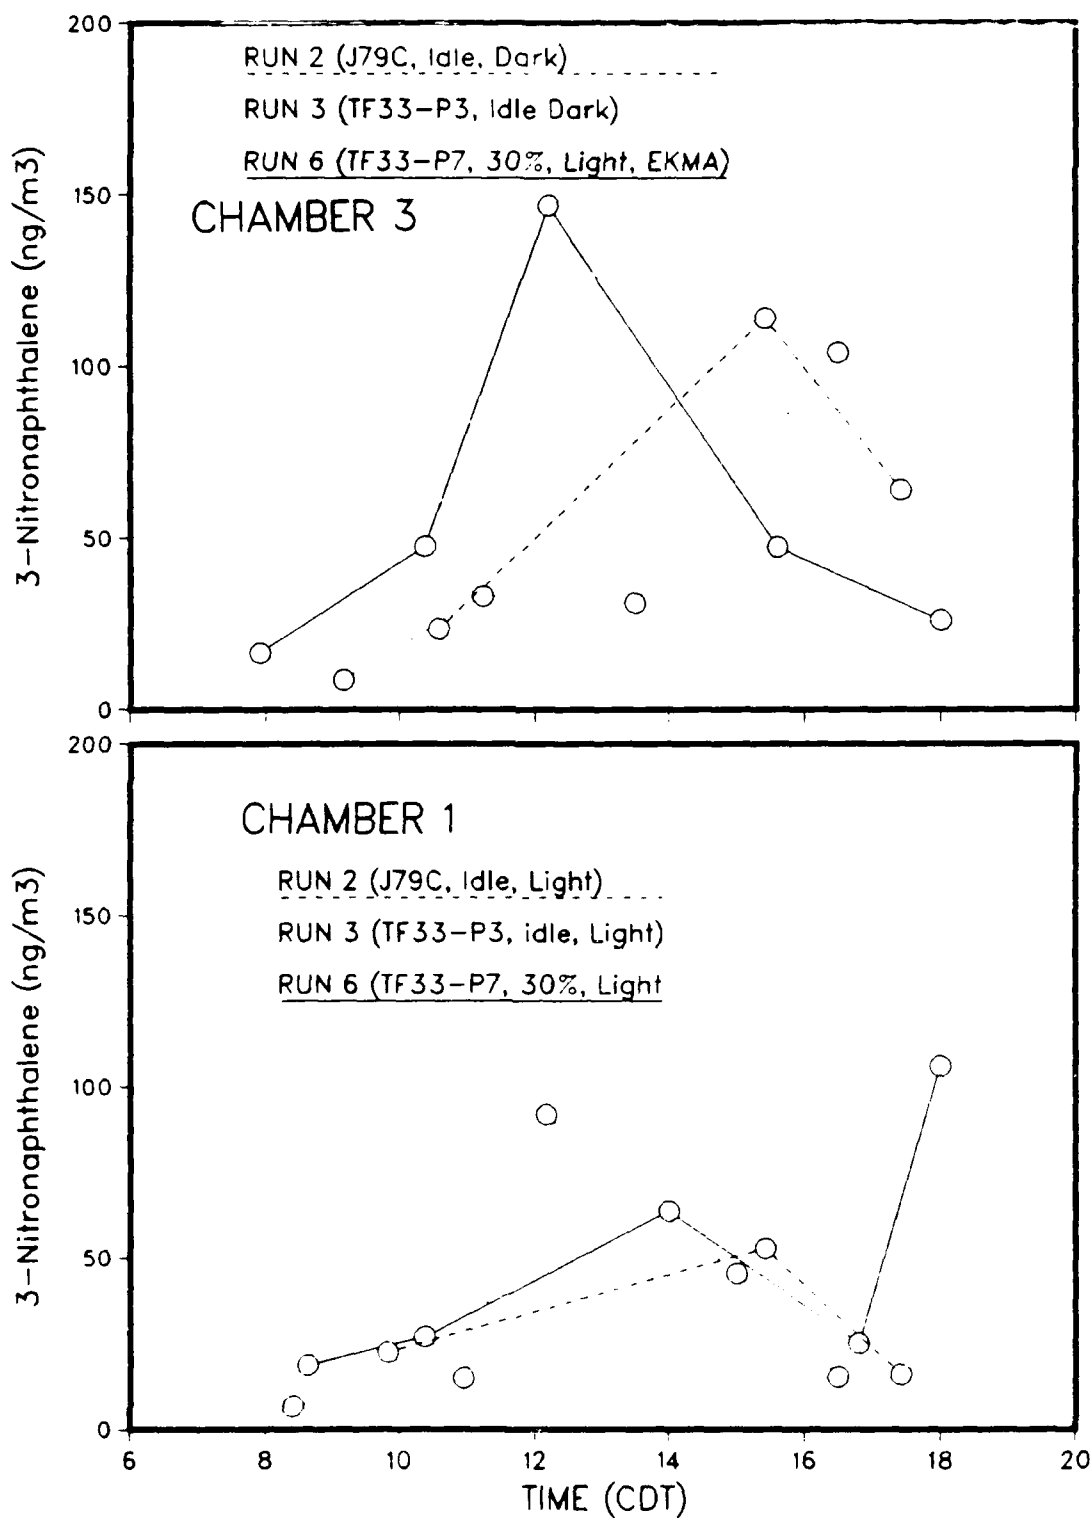 200
RUN 2 (J79C, Idle, Dark)
RUN 3 (TF33-P3, Idle Dark)
RUN 6 (TF33-P7, 30%, Light, EKMA)
CHAMBER 3
150
100
50
0
3-Nitronaphthalene (ng/m3)
200
CHAMBER 1
RUN 2 (J79C, Idle, Light)
RUN 3 (TF33-P3, idle, Light)
RUN 6 (TF33-P7, 30%, Light
150
100
50
0
3-Nitronaphthalene (ng/m3)
6 8 10 12 14 16 18 20
TIME (CDT)